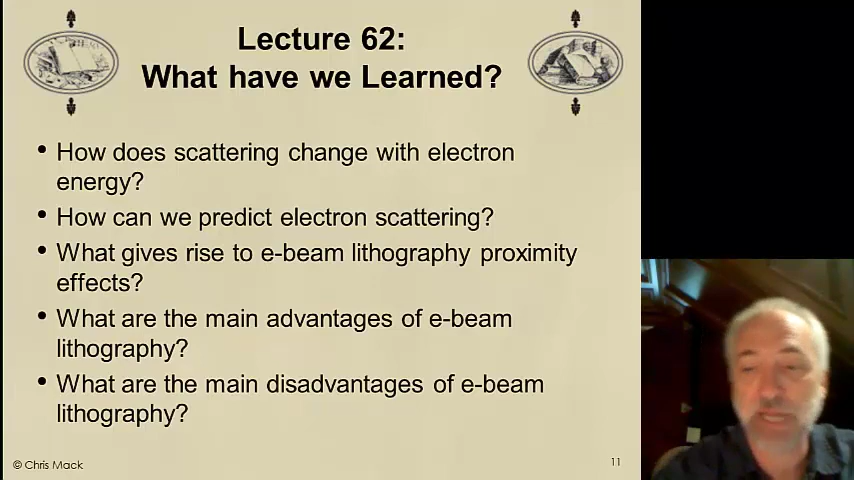 Lecture 62:
What have we Learned?
• How does scattering change with electron
energy?
• How can we predict electron scattering?
• What gives rise to e-beam lithography proximity
effects?
• What are the main advantages of e-beam
lithography?
• What are the main disadvantages of e-beam
lithography?
© Chris Mack
11